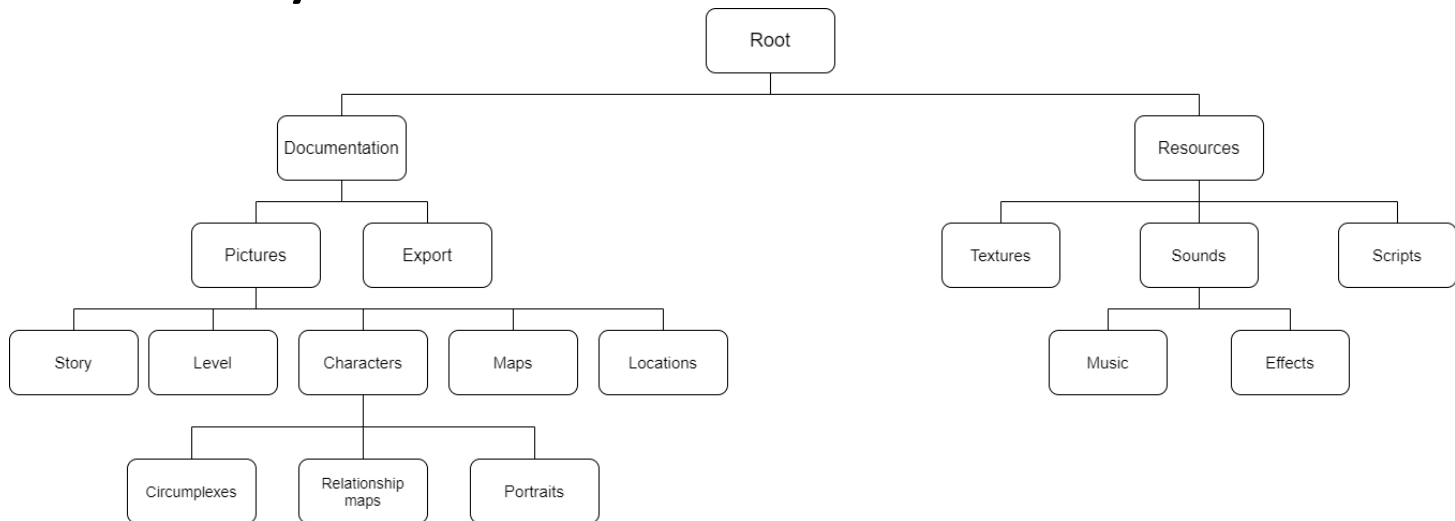 Root
Documentation
Resources
Pictures
Export
Textures
Sounds
Scripts
Story
Level
Characters
Maps
Locations
Music
Effects
Circumplexes
Relationship
maps
Portraits